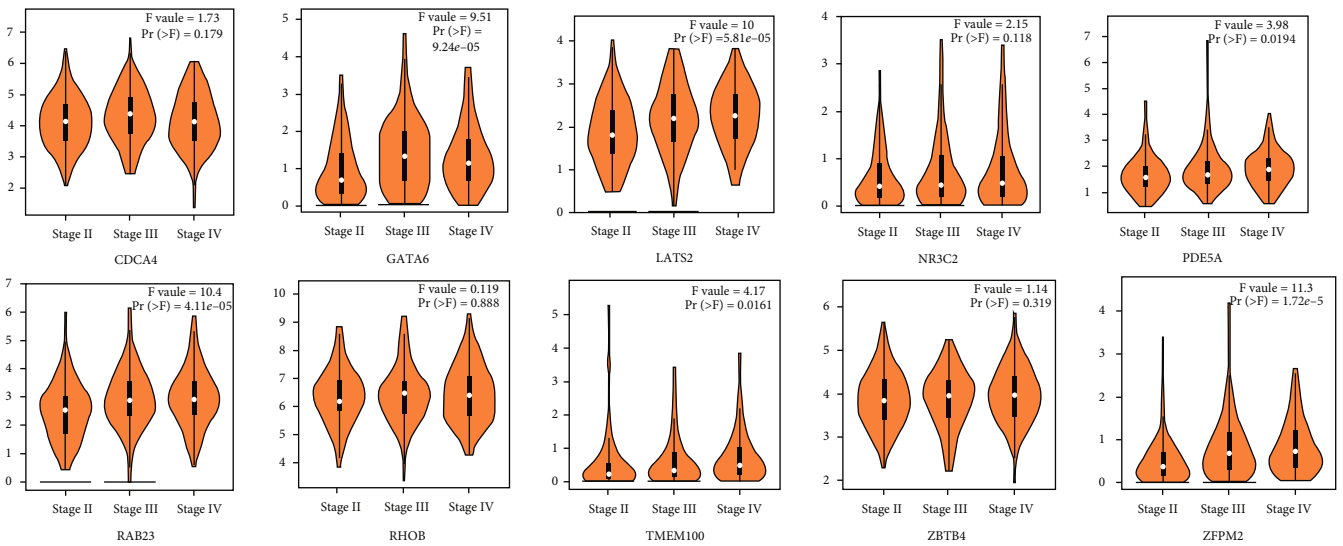 F vaule = 1.73
Pr (>F) = 0.179
7
6
5
4
3
2
Stage II Stage III Stage IV
CDCA4
F vaule = 9.51
Pr (>F) =
9.24e–05
5
4
3
2
1
0
Stage II Stage III Stage IV
GATA6
F vaule = 10
Pr (>F) =5.81e–05
4
3
2
1
0
Stage II Stage III Stage IV
LATS2
F vaule = 2.15
Pr (>F) = 0.118
4
3
2
1
0
Stage II Stage III Stage IV
NR3C2
F vaule = 3.98
Pr (>F) = 0.0194
7
6
5
4
3
2
1
Stage II Stage III Stage IV
PDE5A
F vaule = 10.4
Pr (>F) = 4.11e–05
7
6
5
4
3
2
1
0
Stage II Stage III Stage IV
RAB23
F vaule = 0.119
Pr (>F) = 0.888
10
9
8
7
6
5
4
Stage II Stage III Stage IV
RHOB
F vaule = 4.17
Pr (>F) = 0.0161
5
4
3
2
1
0
Stage II Stage III Stage IV
TMEM100
F vaule = 1.14
Pr (>F) = 0.319
6
5
4
3
2
Stage II Stage III Stage IV
ZBTB4
F vaule = 11.3
Pr (>F) = 1.72e–5
4
3
2
1
0
Stage II Stage III Stage IV
ZFPM2